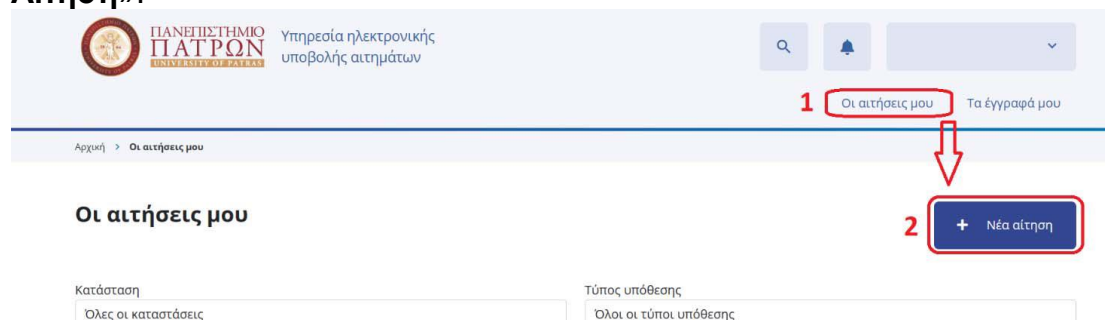 Αίτηση».
ΠΑΝΕΠΙΣΤΗΜΙΟ
ΠΑΤΡΩΝ
UNIVERSITY OF PATRAS
Υπηρεσία ηλεκτρονικής
υποβολής αιτημάτων
1 Οι αιτήσεις μου Τα έγγραφά μου
Αρχική > Οι αιτήσεις μου
Οι αιτήσεις μου
2 + Νέα αίτηση
Κατάσταση Τύπος υπόθεσης
Όλες οι καταστάσεις Όλοι οι τύποι υπόθεσης